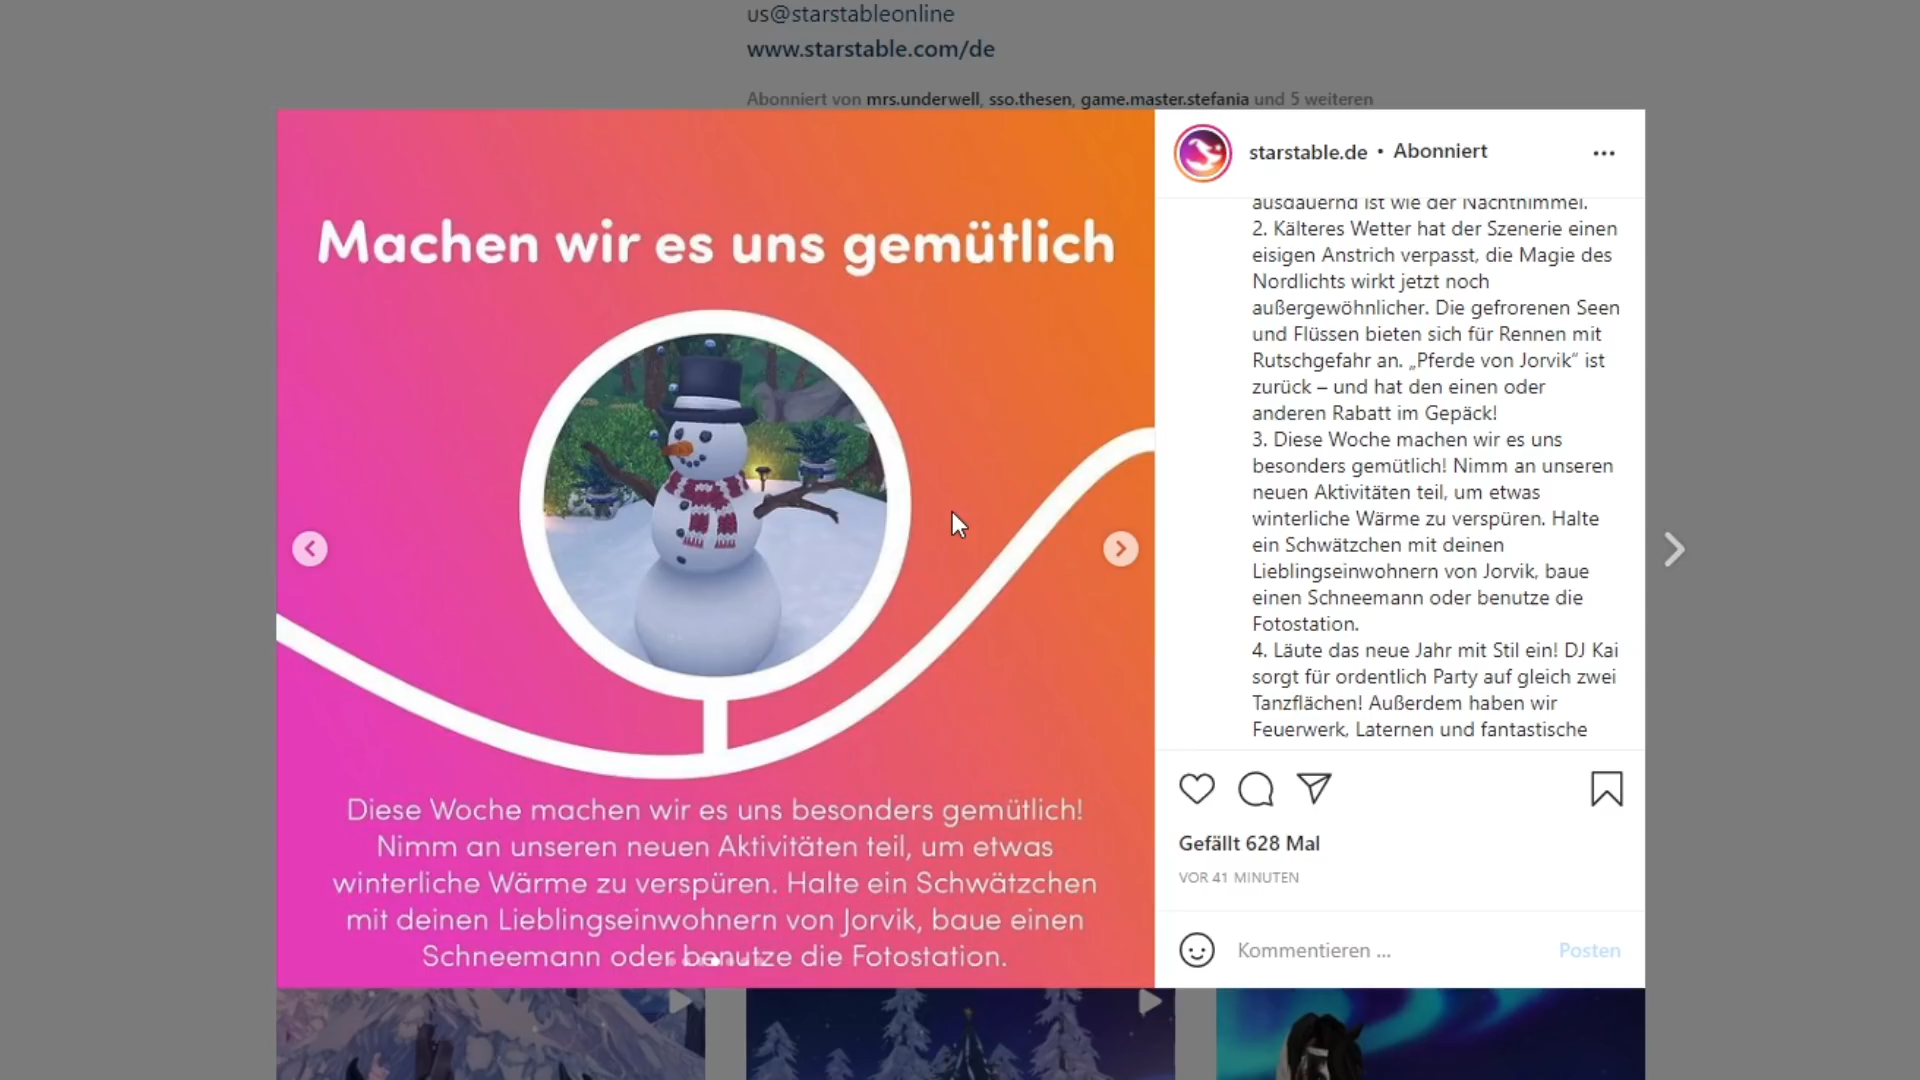 us@starstableonline
www.starstable.com/de
Abonniert von mrs.underwell, sso.thesen, game.master.stefania und 5 weiteren
Machen wir es uns gemütlich
Diese Woche machen wir es uns besonders gemütlich!
Nimm an unseren neuen Aktivitäten teil, um etwas
winterliche Wärme zu verspüren. Halte ein Schwätzchen
mit deinen Lieblingseinwohnern von Jorvik, baue einen
Schneemann oder benutze die Fotostation.
starstable.de • Abonniert
ausdauernd ist wie der Nachthimmel.
2. Kälteres Wetter hat der Szenerie einen
eisigen Anstrich verpasst, die Magie des
Nordlichts wirkt jetzt noch
außergewöhnlicher. Die gefrorenen Seen
und Flüssen bieten sich für Rennen mit
Rutschgefahr an. „Pferde von Jorvik“ ist
zurück – und hat den einen oder
anderen Rabatt im Gepäck!
3. Diese Woche machen wir es uns
besonders gemütlich! Nimm an unseren
neuen Aktivitäten teil, um etwas
winterliche Wärme zu verspüren. Halte
ein Schwätzchen mit deinen
Lieblingseinwohnern von Jorvik, baue
einen Schneemann oder benutze die
Fotostation.
4. Läute das neue Jahr mit Stil ein! DJ Kai
sorgt für ordentlich Party auf gleich zwei
Tanzflächen! Außerdem haben wir
Feuerwerk, Laternen und fantastische
Gefällt 628 Mal
VOR 41 MINUTEN
Kommentieren ...
Posten